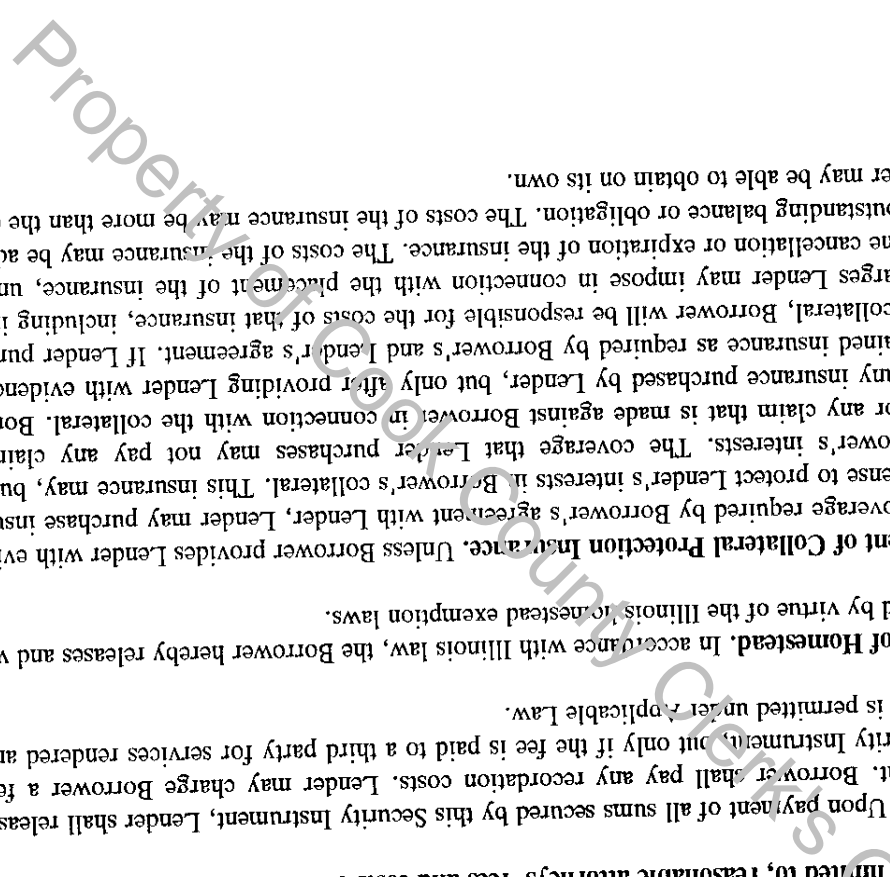 limited to, reasonable attorneys' fees and costs
Upon payment of all sums secured by this Security Instrument, Lender shall releas
nt. Borrower shall pay any recordation costs. Lender may charge Borrower a fe
rity Instrument, but only if the fee is paid to a third party for services rendered an
is permitted under Applicable Law.
of Homestead. In accordance with Illinois law, the Borrower hereby releases and w
d by virtue of the Illinois homestead exemption laws.
ent of Collateral Protection Insurance. Unless Borrower provides Lender with evi
overage required by Borrower's agreement with Lender, Lender may purchase insu
ense to protect Lender's interests in Borrower's collateral. This insurance may, bu
ower's interests. The coverage that Lender purchases may not pay any claim
or any claim that is made against Borrower in connection with the collateral. Bor
any insurance purchased by Lender, but only after providing Lender with evidenc
ained insurance as required by Borrower's and Lender's agreement. If Lender pur
collateral, Borrower will be responsible for the costs of that insurance, including i
arges Lender may impose in connection with the placement of the insurance, un
he cancellation or expiration of the insurance. The costs of the insurance may be ad
outstanding balance or obligation. The costs of the insurance may be more than the
er may be able to obtain on its own.
Property of Cook County Clerk's O